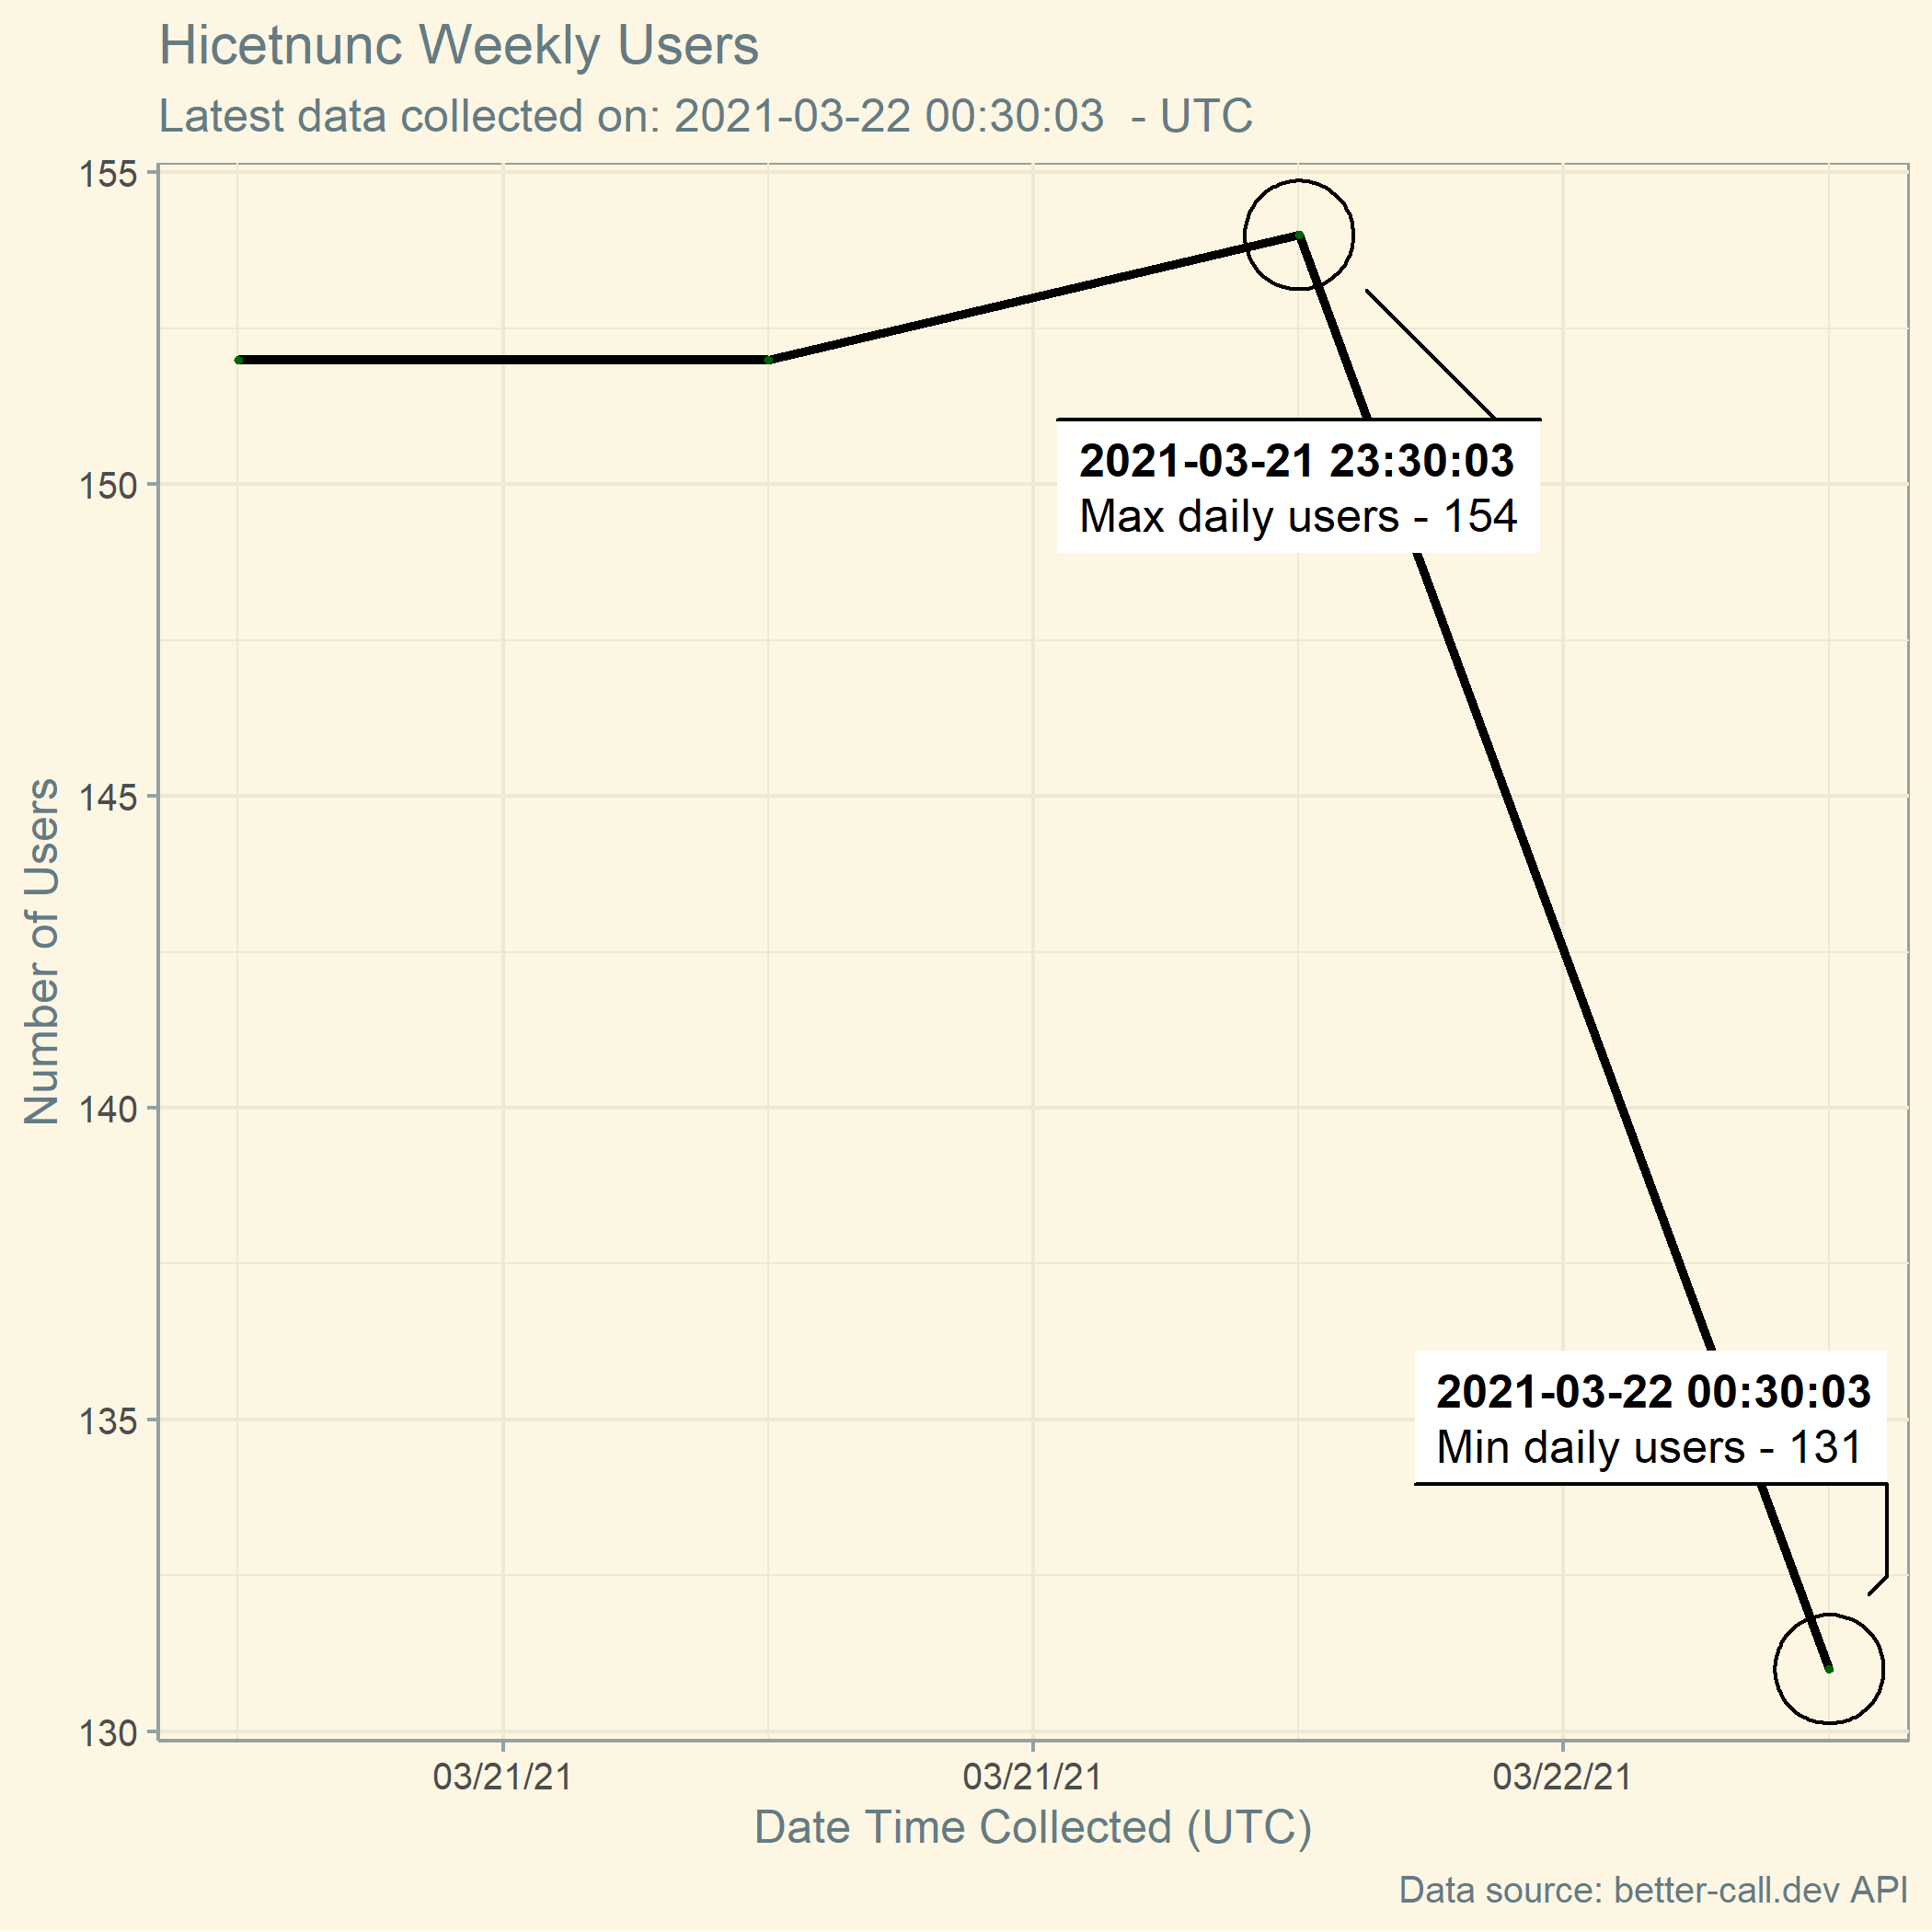 Hicetnunc Weekly Users
Latest data collected on: 2021-03-22 00:30:03  - UTC
155
150
145
140
135
130
Number of Users
2021-03-21 23:30:03
Max daily users - 154
2021-03-22 00:30:03
Min daily users - 131
03/21/21
03/21/21
03/22/21
Date Time Collected (UTC)
Data source: better-call.dev API